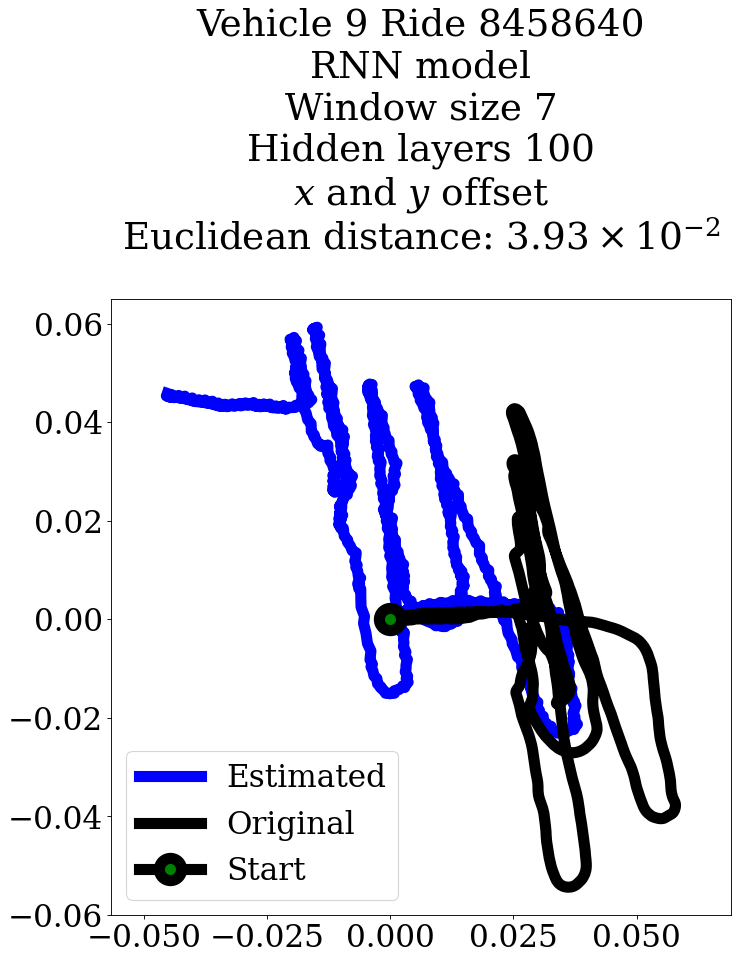 Vehicle 9 Ride 8458640
RNN model
Window size 7
Hidden layers 100
x and y offset
Euclidean distance: 3.93 × 10⁻²
0.06
0.04
0.02
0.00
−0.02
−0.04
−0.06
Estimated
Original
Start
−0.050 −0.025 0.000 0.025 0.050